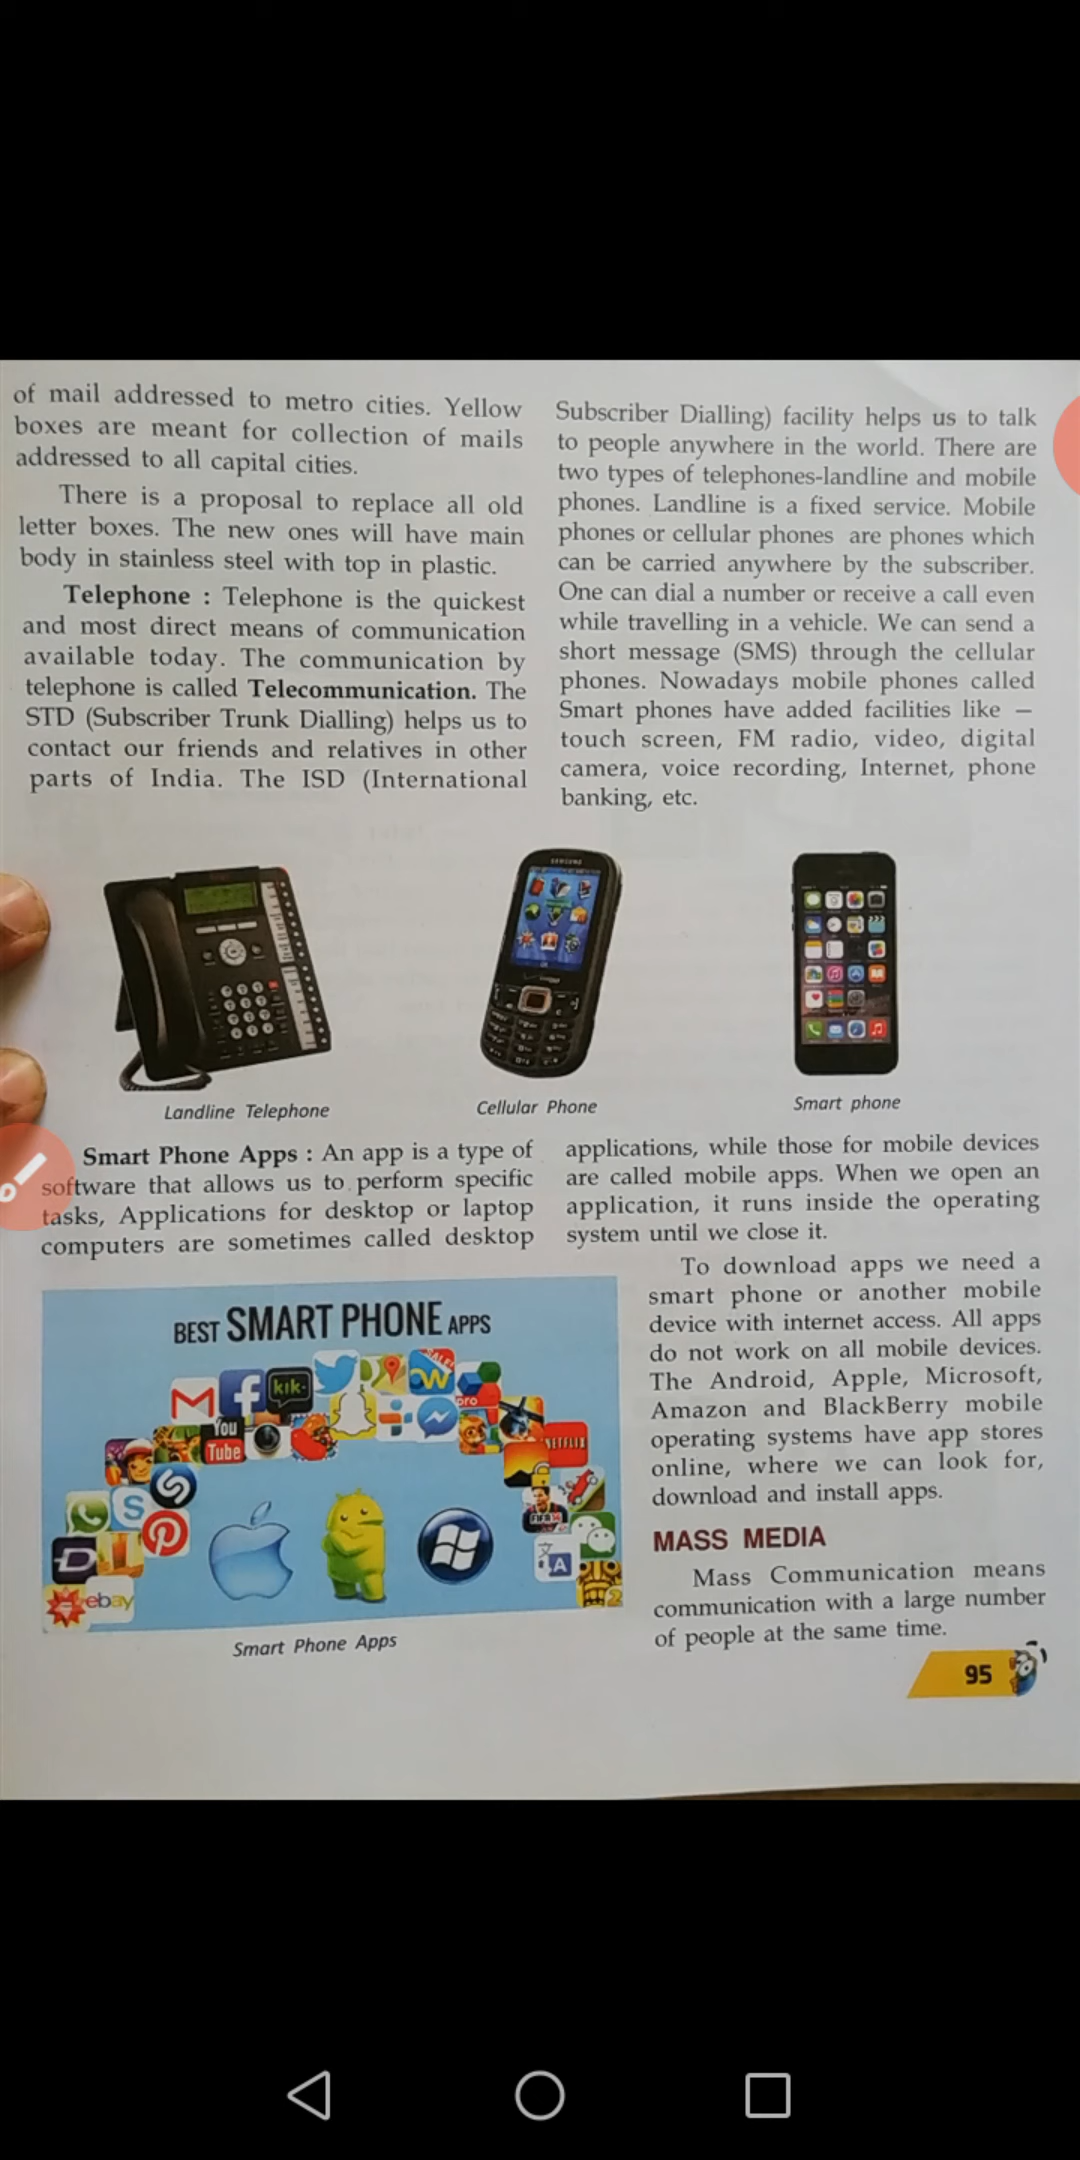 of mail addressed to metro cities. Yellow
boxes are meant for collection of mails
addressed to all capital cities.
There is a proposal to replace all old
letter boxes. The new ones will have main
body in stainless steel with top in plastic.
Telephone : Telephone is the quickest
and most direct means of communication
available today. The communication by
telephone is called Telecommunication. The
STD (Subscriber Trunk Dialling) helps us to
contact our friends and relatives in other
parts of India. The ISD (International
Subscriber Dialling) facility helps us to talk
to people anywhere in the world. There are
two types of telephones-landline and mobile
phones. Landline is a fixed service. Mobile
phones or cellular phones are phones which
can be carried anywhere by the subscriber.
One can dial a number or receive a call even
while travelling in a vehicle. We can send a
short message (SMS) through the cellular
phones. Nowadays mobile phones called
Smart phones have added facilities like —
touch screen, FM radio, video, digital
camera, voice recording, Internet, phone
banking, etc.
SAMSUNG
Landline Telephone
Cellular Phone
Smart phone
Smart Phone Apps : An app is a type of
software that allows us to perform specific
tasks, Applications for desktop or laptop
computers are sometimes called desktop
applications, while those for mobile devices
are called mobile apps. When we open an
application, it runs inside the operating
system until we close it.
BEST SMART PHONE APPS
kik
SALE!
pro
You
Tube
NETFLIX
FIFA 14
S
D
A
ebay
2
Smart Phone Apps
To download apps we need a
smart phone or another mobile
device with internet access. All apps
do not work on all mobile devices.
The Android, Apple, Microsoft,
Amazon and BlackBerry mobile
operating systems have app stores
online, where we can look for,
download and install apps.
MASS MEDIA
Mass Communication means
communication with a large number
of people at the same time.
95